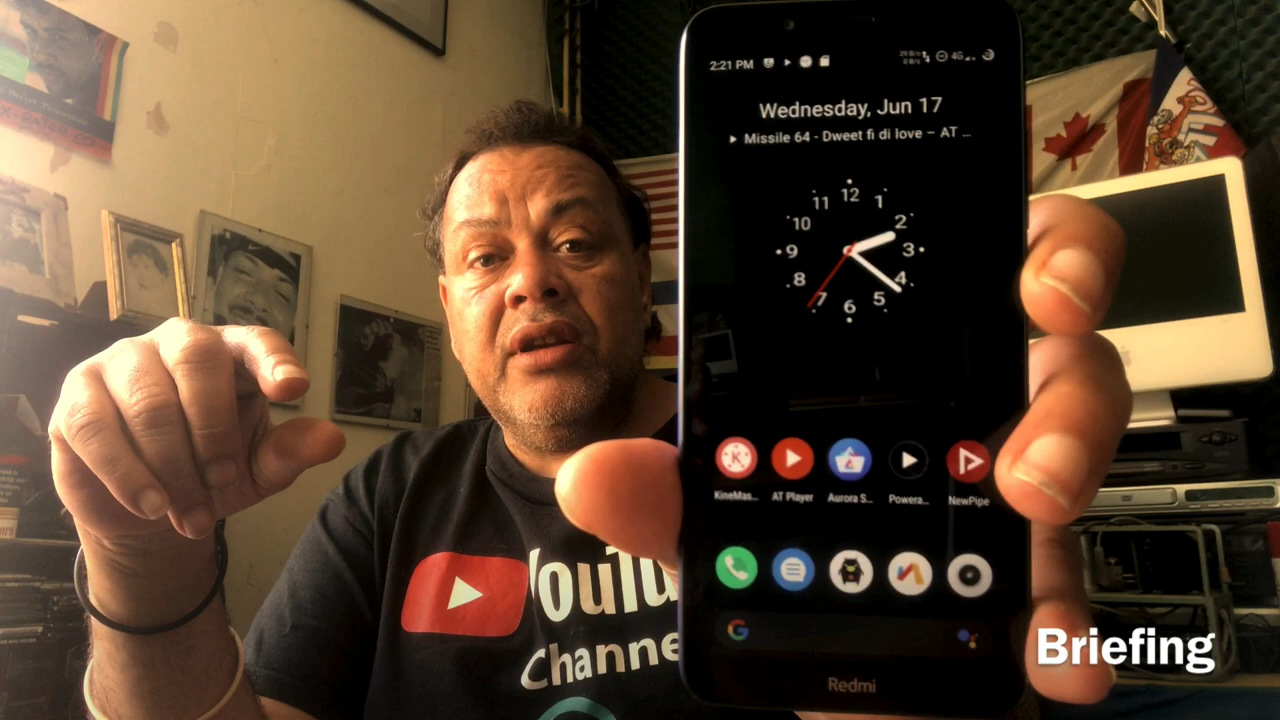 2:21 PM
4G
Wednesday, Jun 17
Missile 64 - Dweet fi di love – AT ...
12
11
1
10
2
9
3
8
4
7
5
6
KineMas...
AT Player
Aurora S...
Powera...
NewPipe
YouTu
Channe
Redmi
Briefing